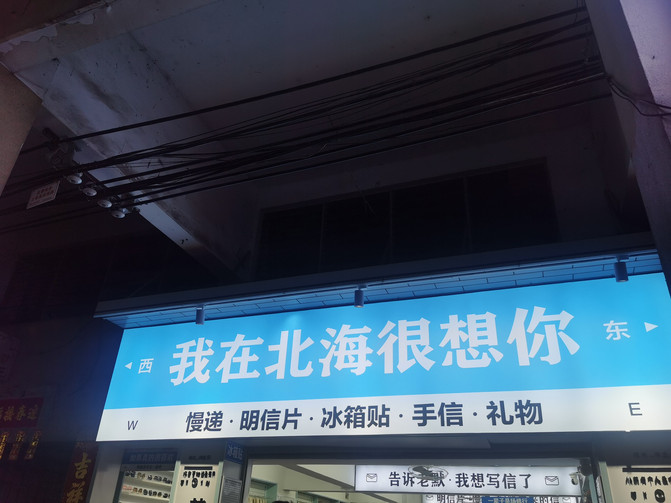 西 我在北海很想你 东
W 慢递·明信片·冰箱贴·手信·礼物 E
告诉老默·我想写信了